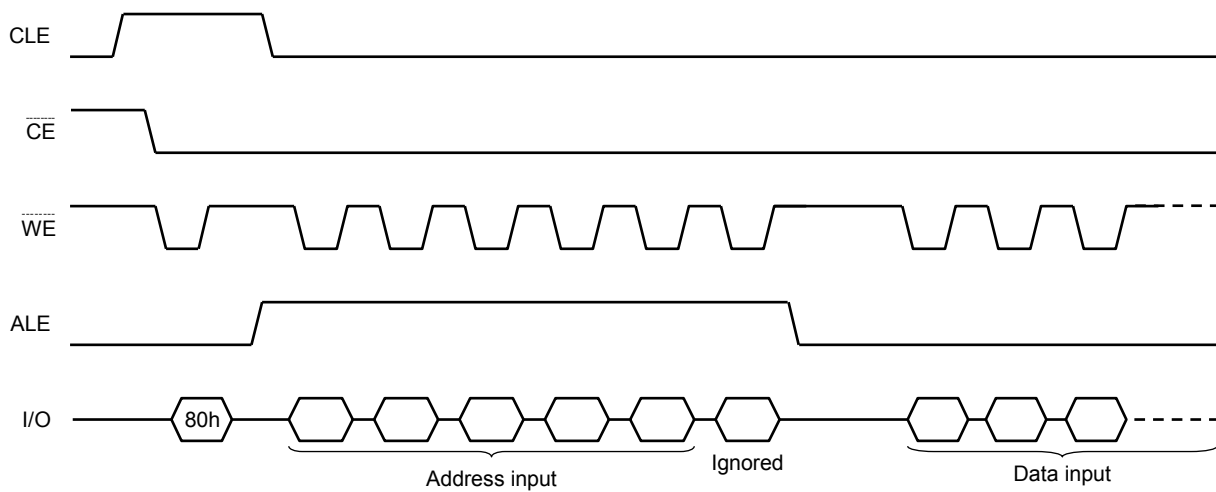 CLE
CE
WE
ALE
I/O
80h
Address input
Ignored
Data input